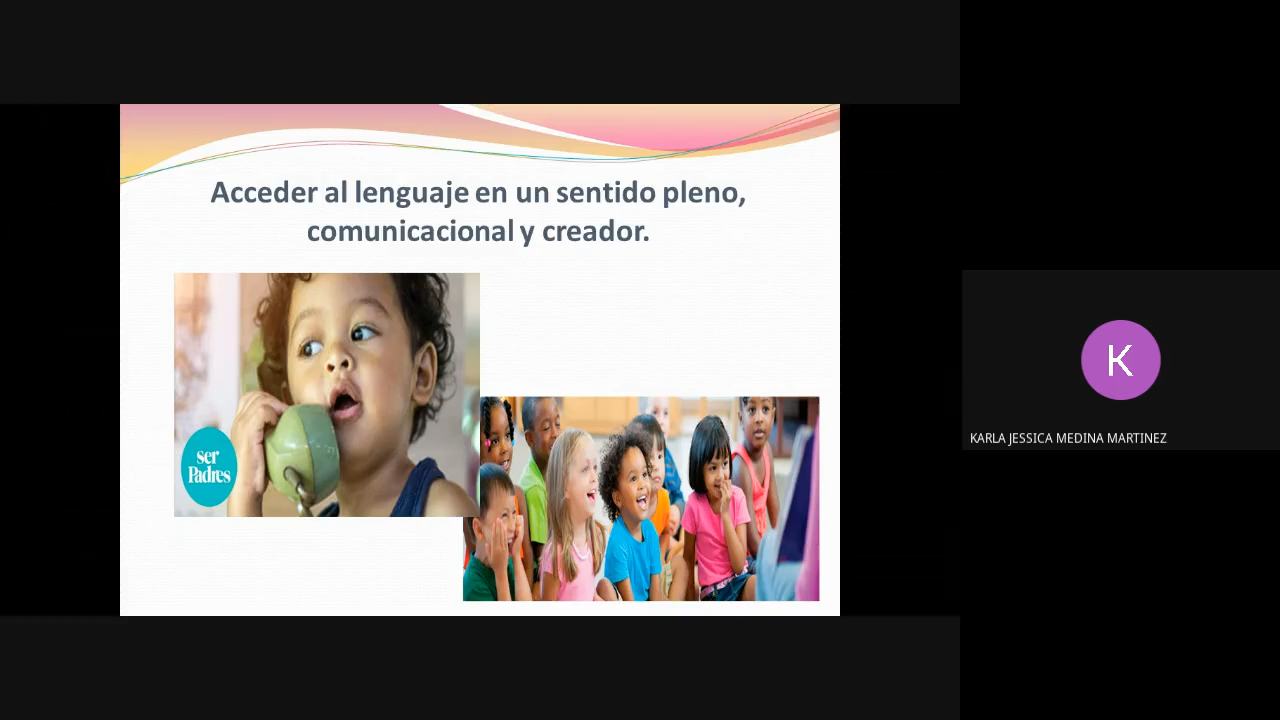 Acceder al lenguaje en un sentido pleno,
comunicacional y creador.
ser
Padres
K
KARLA JESSICA MEDINA MARTINEZ